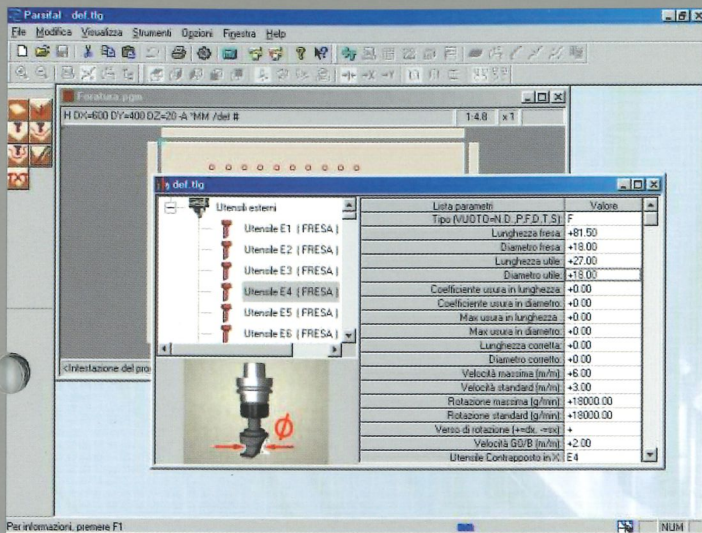 Parsifal - def.tlg
File Modifica Visualizza Strumenti Opzioni Finestra Help
TXT
Foratura.pgm
H DX=600 DY=400 DZ=20 -A *MM /def #
1:4.8 x1
def.tlg
Utensili esterni
Utensile E1 (FRESA)
Utensile E2 (FRESA)
Utensile E3 (FRESA)
Utensile E4 (FRESA)
Utensile E5 (FRESA)
Utensile E6 (FRESA)
<Intestazione del pro
Ø
Lista parametri Valore
Tipo (VUOTO=N.D.,P,F,D,T,S): F
Lunghezza fresa: +81.50
Diametro fresa: +18.00
Lunghezza utile: +27.00
Diametro utile: +18.00
Coefficiente usura in lunghezza: +0.00
Coefficiente usura in diametro: +0.00
Max usura in lunghezza: +0.00
Max usura in diametro: +0.00
Lunghezza corretta: +0.00
Diametro corretto: +0.00
Velocità massima (m/m): +6.00
Velocità standard (m/m): +3.00
Rotazione massima (g/min): +18000.00
Rotazione standard (g/min): +18000.00
Verso di rotazione (+=dx, -=sx): +
Velocità G0/B (m/m): +2.00
Utensile Contrapposto in X: E4
Per informazioni, premere F1
NUM